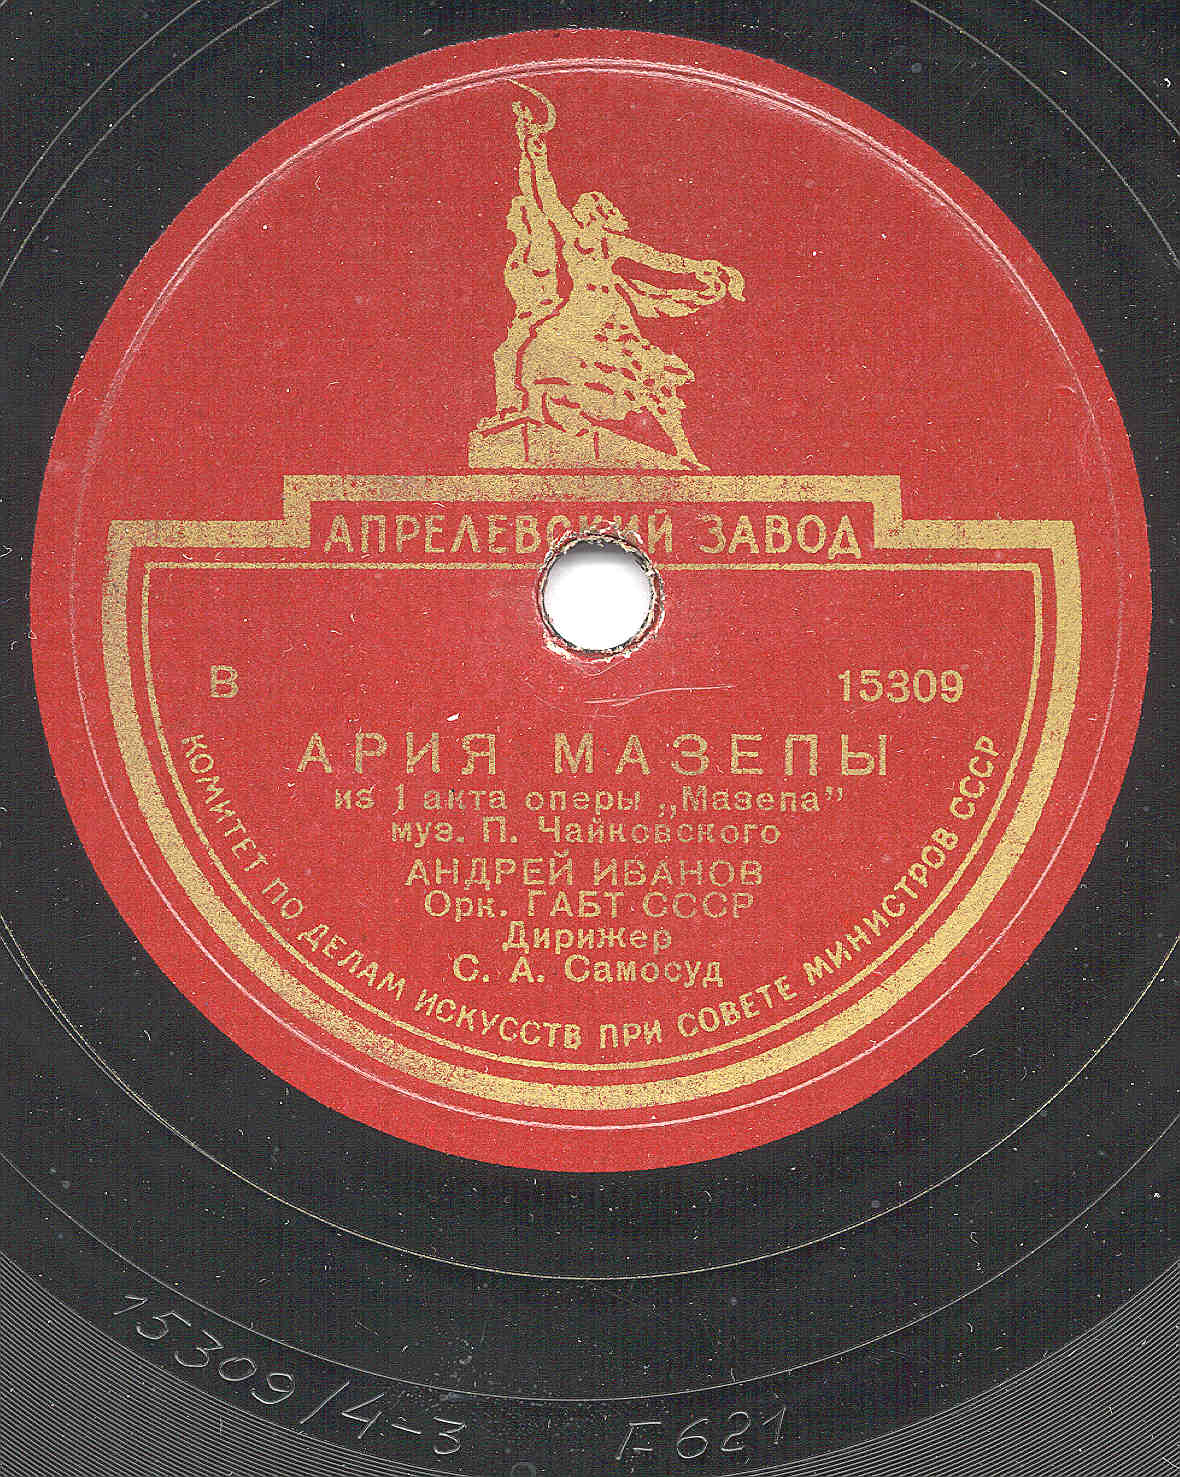 АПРЕЛЕВСКИЙ ЗАВОД
В 15309
АРИЯ МАЗЕПЫ
из 1 акта оперы „Мазепа”
муз. П. Чайковского
АНДРЕЙ ИВАНОВ
Орк. ГАБТ СССР
Дирижер
С. А. Самосуд
КОМИТЕТ ПО ДЕЛАМ ИСКУССТВ ПРИ СОВЕТЕ МИНИСТРОВ СССР
15309/4-3 Г-621